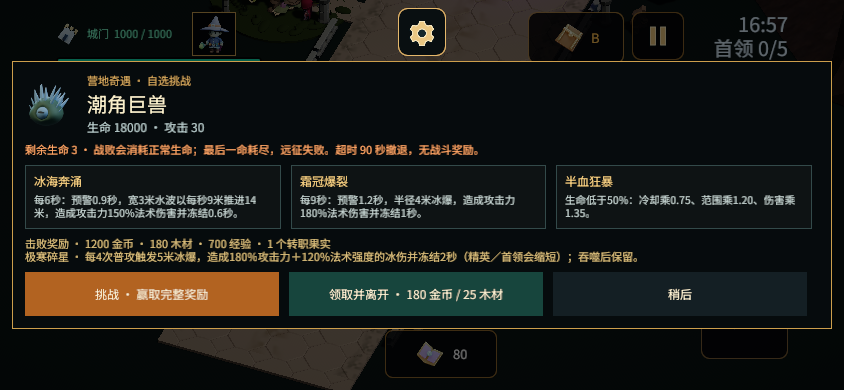 城门 1000 / 1000
B
16:57
首领 0/5
营地奇遇 · 自选挑战
潮角巨兽
生命 18000 · 攻击 30
剩余生命 3 · 战败会消耗正常生命；最后一命耗尽，远征失败。超时 90 秒撤退，无战斗奖励。
冰海奔涌
每6秒：预警0.9秒，宽3米水波以每秒9米推进14
米，造成攻击力150%法术伤害并冻结0.6秒。
霜冠爆裂
每9秒：预警1.2秒，半径4米冰爆，造成攻击力
180%法术伤害并冻结1秒。
半血狂暴
生命低于50%：冷却乘0.75、范围乘1.20、伤害乘
1.35。
击败奖励 · 1200 金币 · 180 木材 · 700 经验 · 1 个转职果实
极寒碎星 · 每4次普攻触发5米冰爆，造成180%攻击力＋120%法术强度的冰伤并冻结2秒（精英／首领会缩短）；吞噬后保留。
挑战 · 赢取完整奖励
领取并离开 · 180 金币 / 25 木材
稍后
80